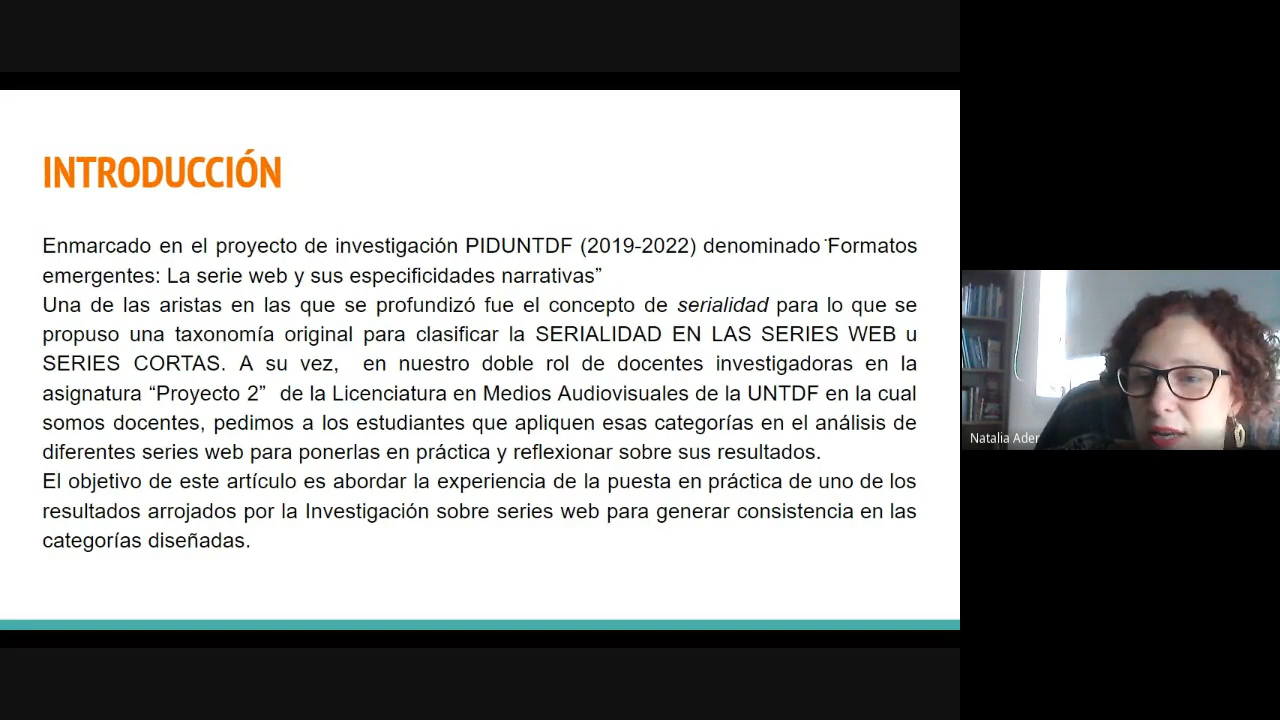 INTRODUCCIÓN
Enmarcado en el proyecto de investigación PIDUNTDF (2019-2022) denominado ¨Formatos
emergentes: La serie web y sus especificidades narrativas”
Una de las aristas en las que se profundizó fue el concepto de serialidad para lo que se
propuso una taxonomía original para clasificar la SERIALIDAD EN LAS SERIES WEB u
SERIES CORTAS. A su vez, en nuestro doble rol de docentes investigadoras en la
asignatura “Proyecto 2” de la Licenciatura en Medios Audiovisuales de la UNTDF en la cual
somos docentes, pedimos a los estudiantes que apliquen esas categorías en el análisis de
diferentes series web para ponerlas en práctica y reflexionar sobre sus resultados.
El objetivo de este artículo es abordar la experiencia de la puesta en práctica de uno de los
resultados arrojados por la Investigación sobre series web para generar consistencia en las
categorías diseñadas.
Natalia Ader